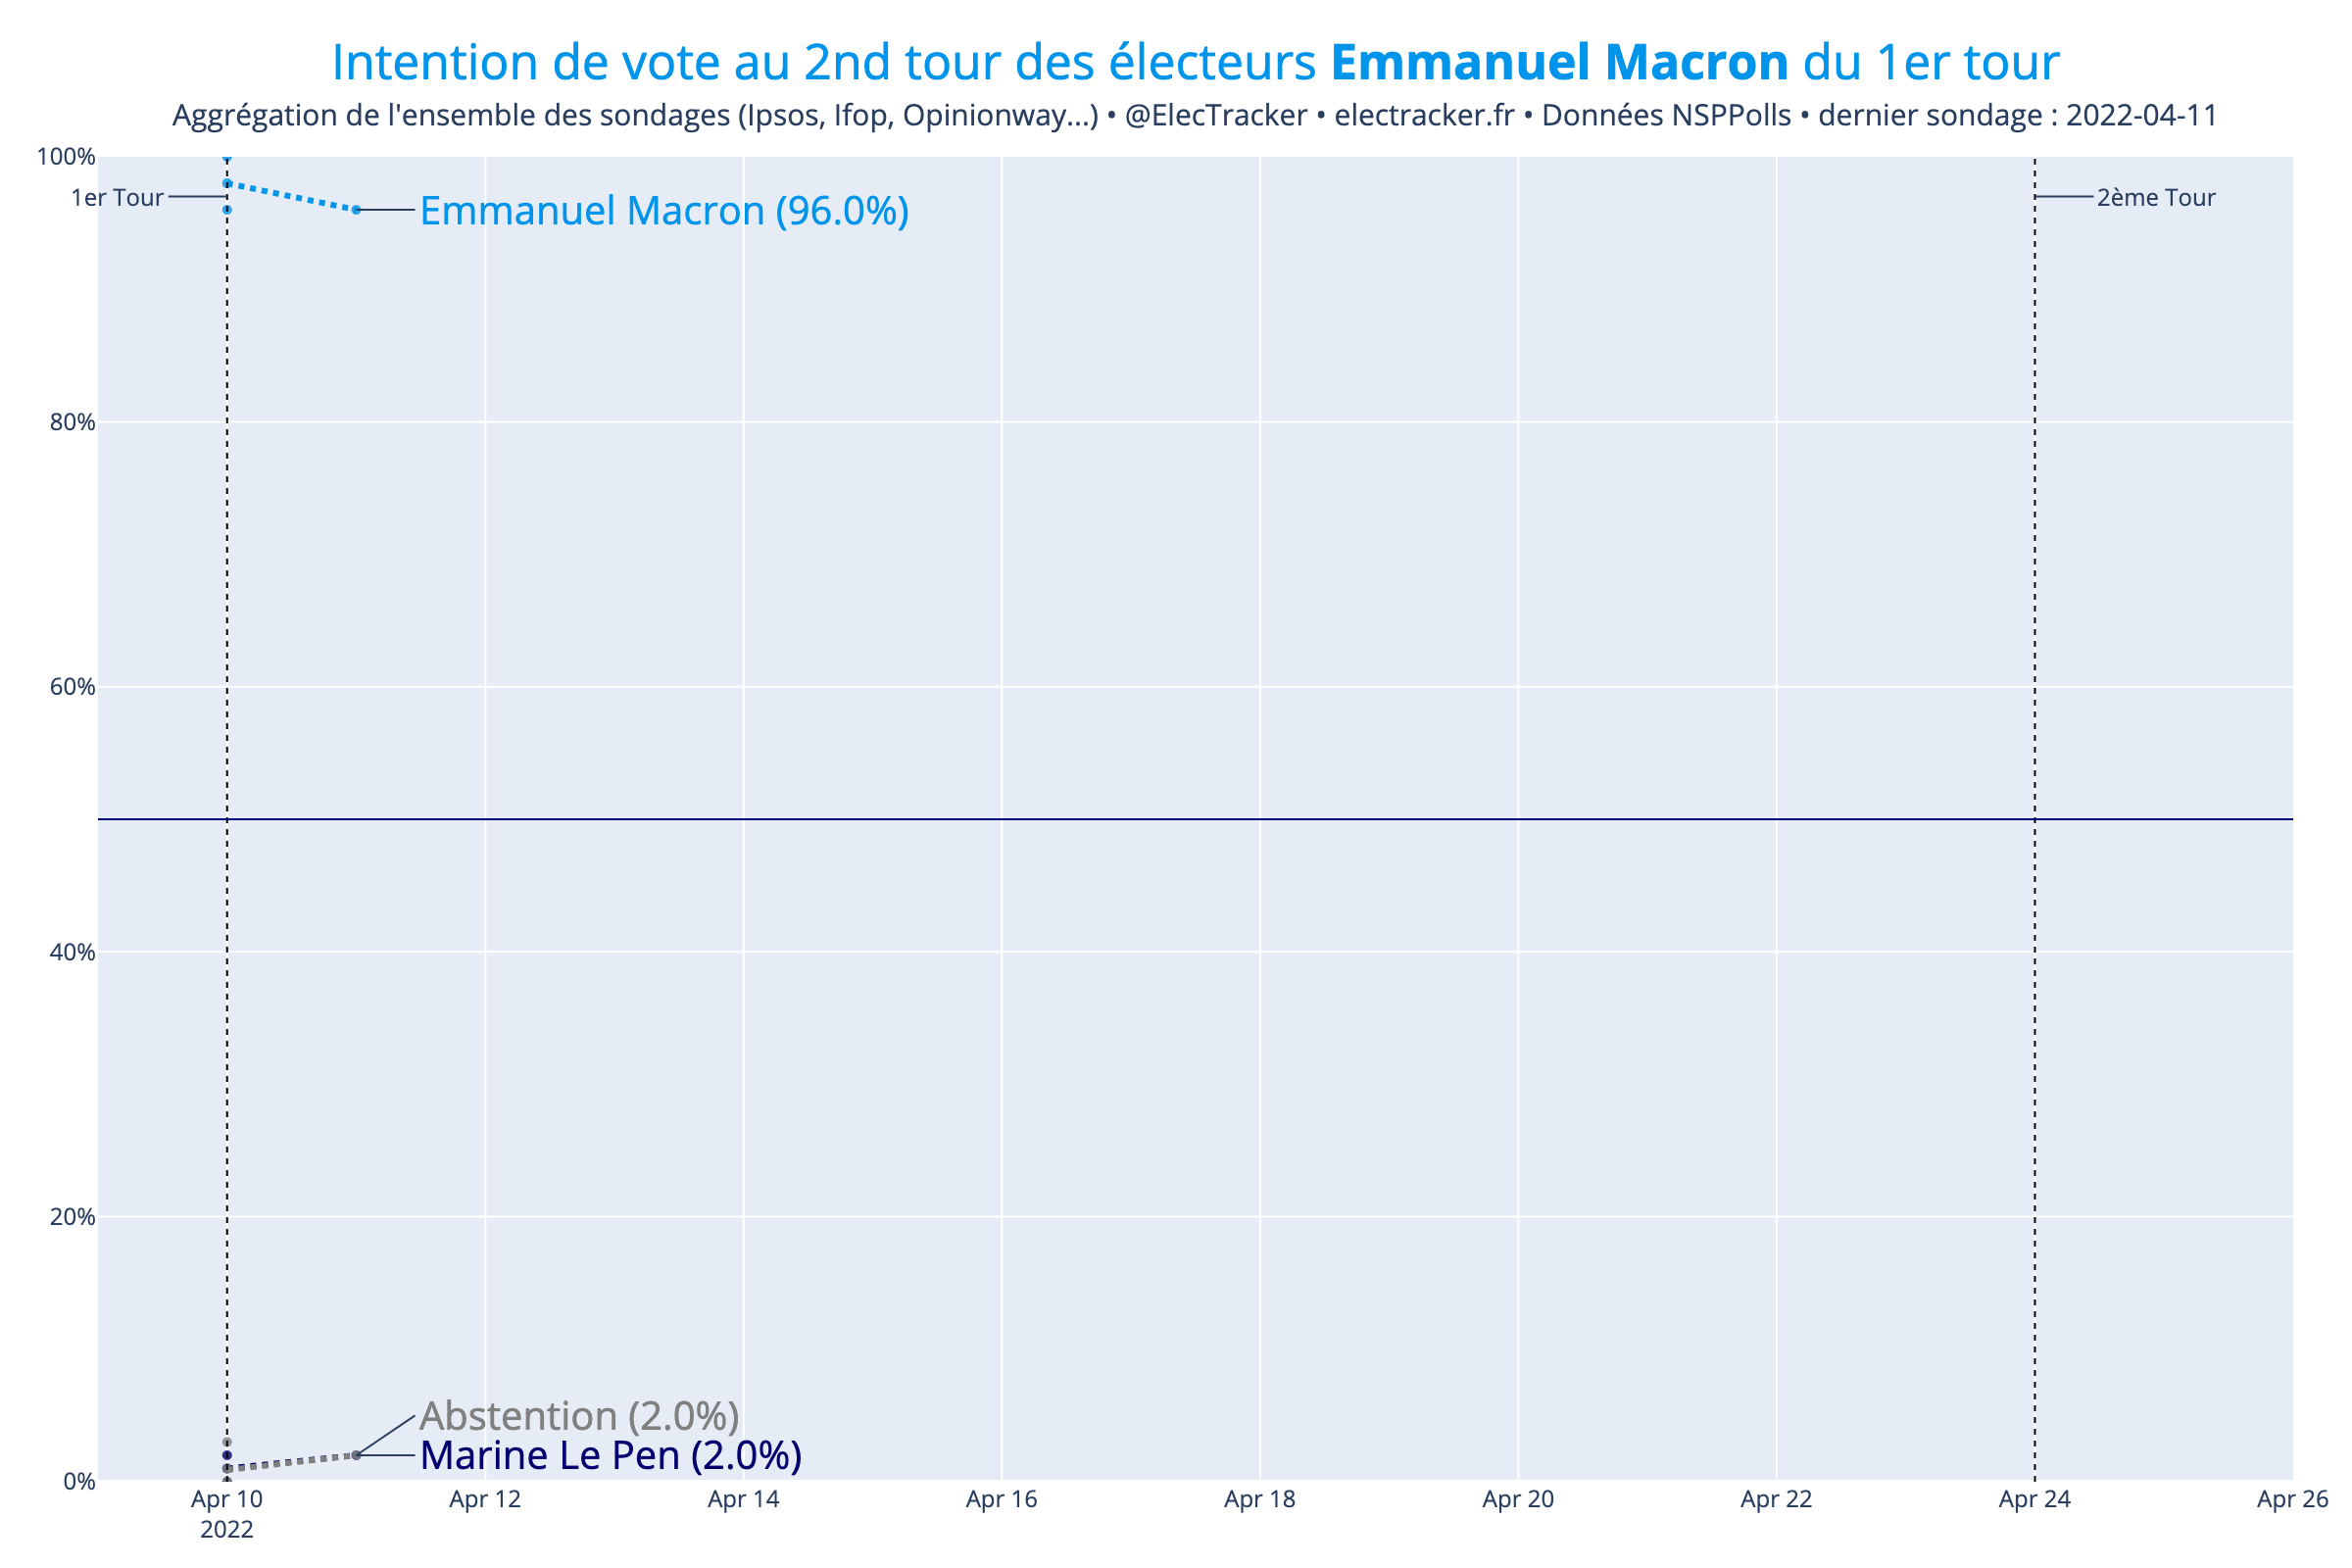 Intention de vote au 2nd tour des électeurs Emmanuel Macron du 1er tour
Aggrégation de l'ensemble des sondages (Ipsos, Ifop, Opinionway...) • @ElecTracker • electracker.fr • Données NSPPolls • dernier sondage : 2022-04-11
100%
1er Tour
Emmanuel Macron (96.0%)
2ème Tour
80%
60%
40%
20%
Abstention (2.0%)
Marine Le Pen (2.0%)
0%
Apr 10 Apr 12 Apr 14 Apr 16 Apr 18 Apr 20 Apr 22 Apr 24 Apr 26
2022